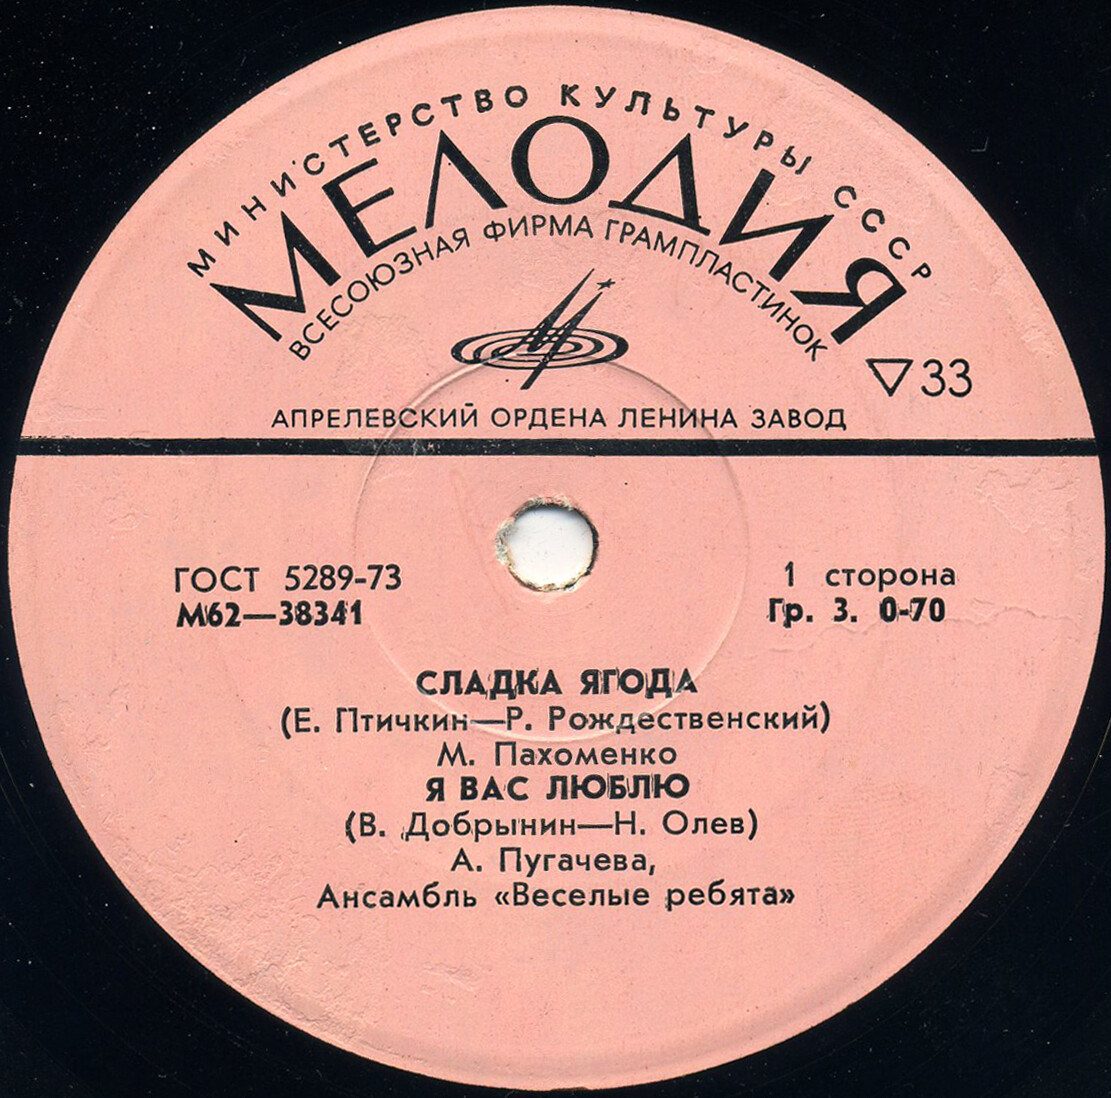 МИНИСТЕРСТВО КУЛЬТУРЫ СССР
МЕЛОДИЯ
ВСЕСОЮЗНАЯ ФИРМА ГРАМПЛАСТИНОК
▽33
АПРЕЛЕВСКИЙ ОРДЕНА ЛЕНИНА ЗАВОД
ГОСТ 5289-73
М62—38341
1 сторона
Гр. 3. 0-70
СЛАДКА ЯГОДА
(Е. Птичкин—Р. Рождественский)
М. Пахоменко
Я ВАС ЛЮБЛЮ
(В. Добрынин—Н. Олев)
А. Пугачева,
Ансамбль «Веселые ребята»